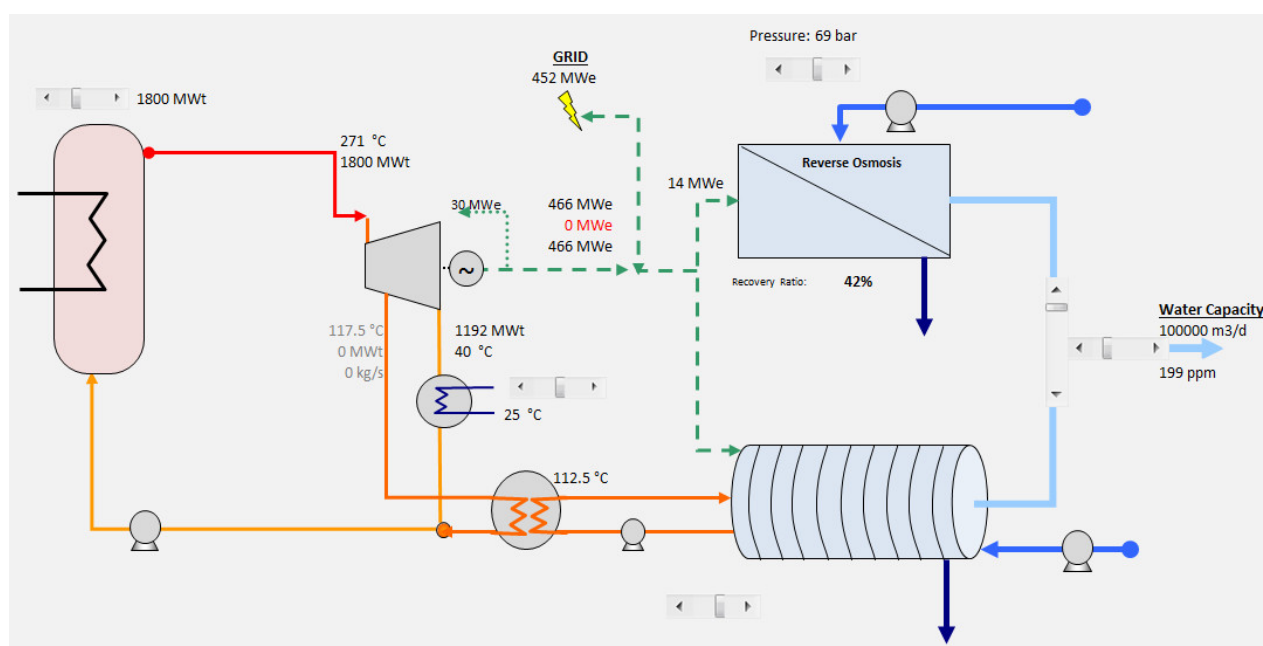 Pressure: 69 bar
GRID
452 MWe
1800 MWt
271 °C
1800 MWt
Reverse Osmosis
14 MWe
30 MWe
466 MWe
0 MWe
466 MWe
~
Recovery Ratio: 42%
Water Capacity
100000 m3/d
199 ppm
117.5 °C
0 MWt
0 kg/s
1192 MWt
40 °C
25 °C
112.5 °C